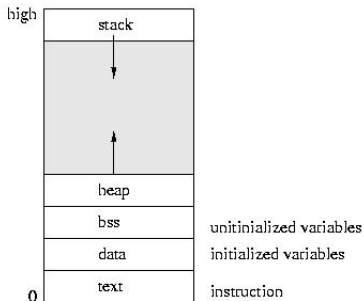 high
stack
heap
bss
unitinialized variables
data
initialized variables
text
0
instruction